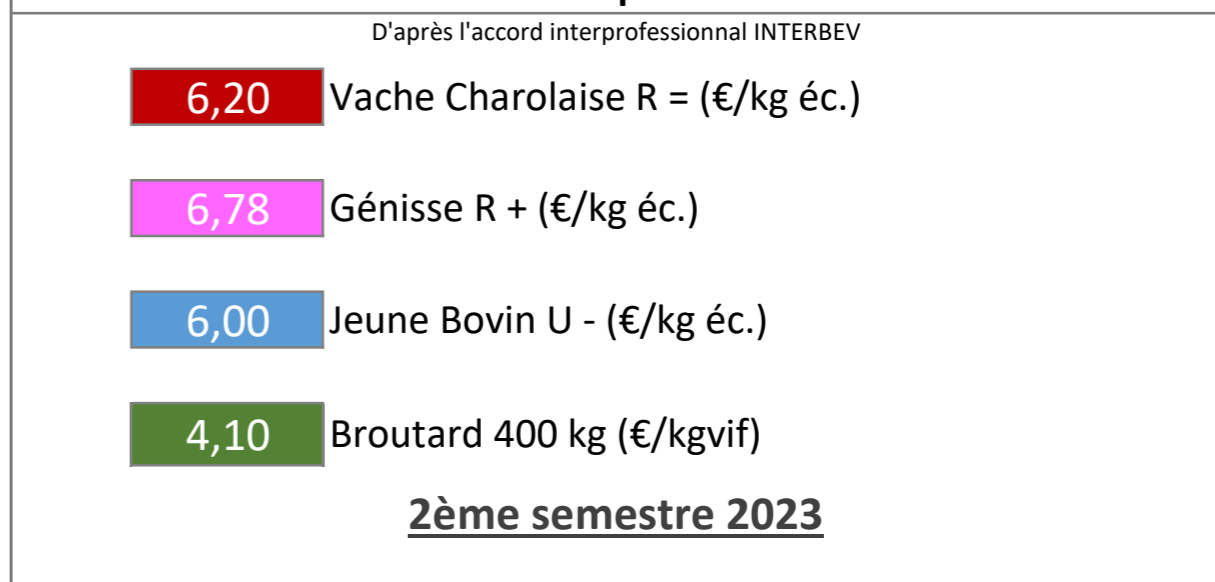 D'après l'accord interprofessionnal INTERBEV
6,20 Vache Charolaise R = (€/kg éc.)
6,78 Génisse R + (€/kg éc.)
6,00 Jeune Bovin U - (€/kg éc.)
4,10 Broutard 400 kg (€/kgvif)
2ème semestre 2023